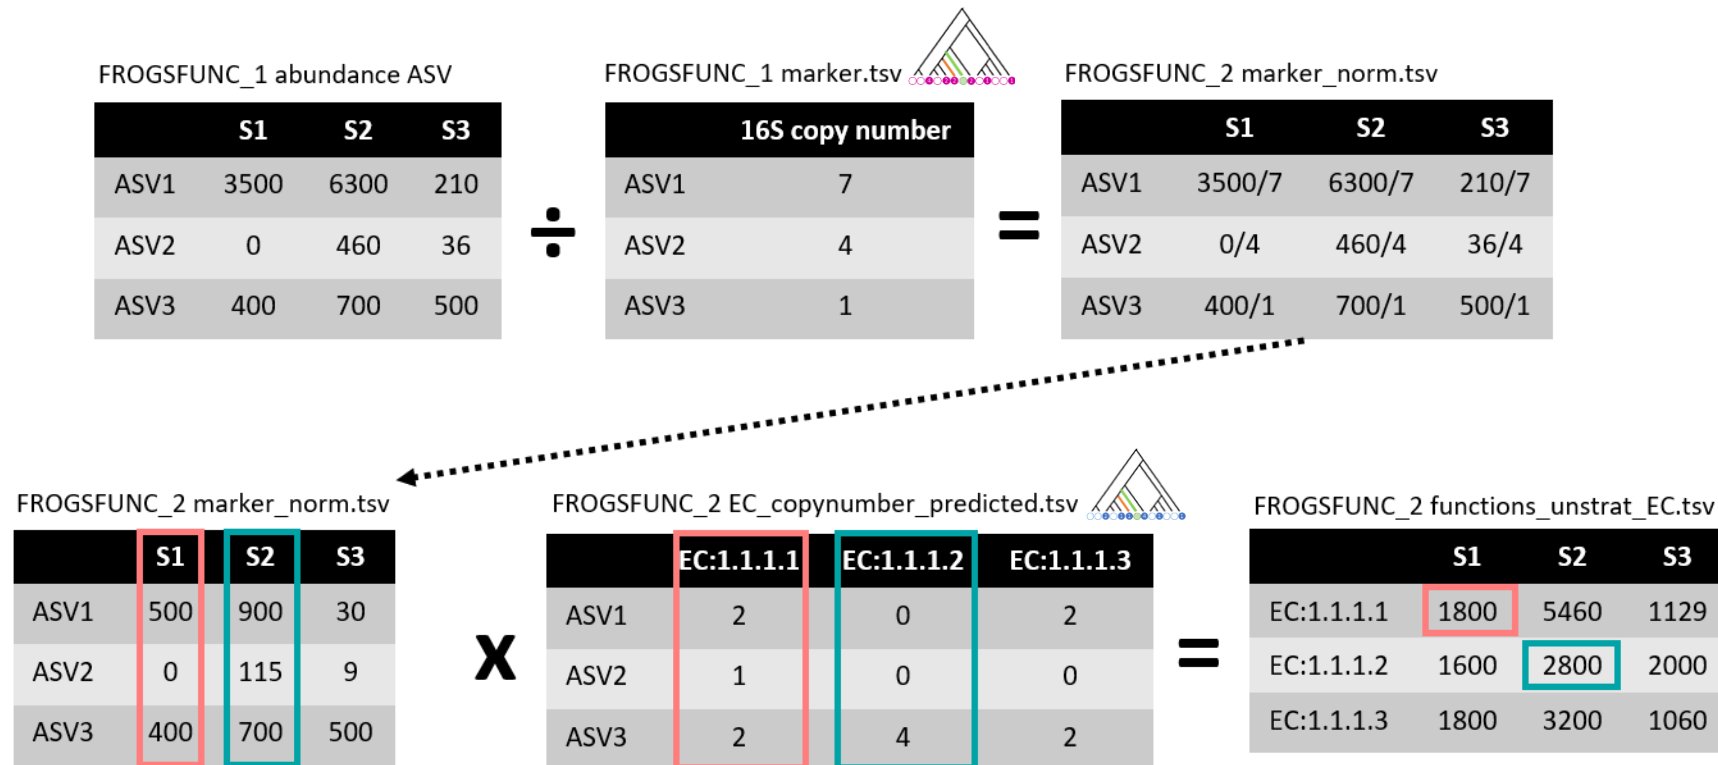 FROGSFUNC_1 abundance ASV
S1 S2 S3
ASV1 3500 6300 210
ASV2 0 460 36
ASV3 400 700 500
÷
FROGSFUNC_1 marker.tsv
16S copy number
ASV1 7
ASV2 4
ASV3 1
=
FROGSFUNC_2 marker_norm.tsv
S1 S2 S3
ASV1 3500/7 6300/7 210/7
ASV2 0/4 460/4 36/4
ASV3 400/1 700/1 500/1
FROGSFUNC_2 marker_norm.tsv
S1 S2 S3
ASV1 500 900 30
ASV2 0 115 9
ASV3 400 700 500
x
FROGSFUNC_2 EC_copynumber_predicted.tsv
EC:1.1.1.1 EC:1.1.1.2 EC:1.1.1.3
ASV1 2 0 2
ASV2 1 0 0
ASV3 2 4 2
=
FROGSFUNC_2 functions_unstrat_EC.tsv
S1 S2 S3
EC:1.1.1.1 1800 5460 1129
EC:1.1.1.2 1600 2800 2000
EC:1.1.1.3 1800 3200 1060